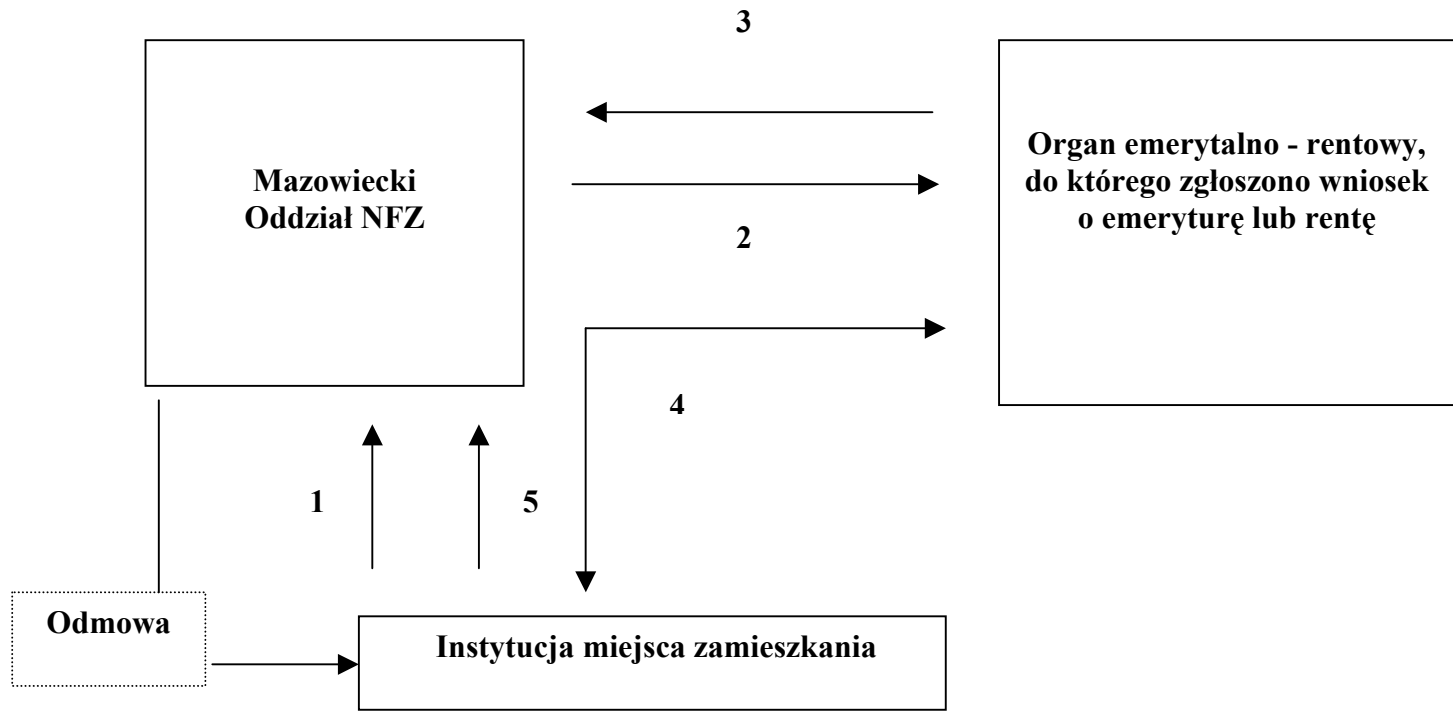 3
Mazowiecki
Oddział NFZ
Organ emerytalno - rentowy,
do którego zgłoszono wniosek
o emeryturę lub rentę
2
4
1
5
Odmowa
Instytucja miejsca zamieszkania